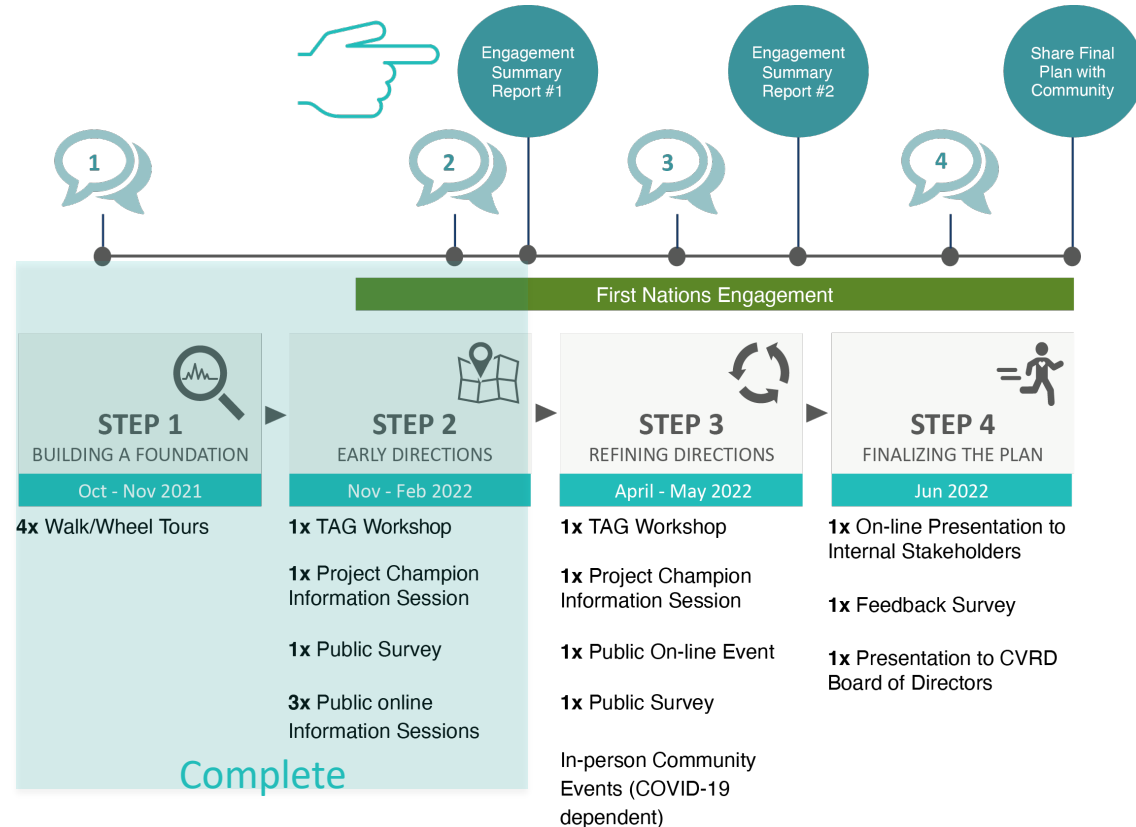 Engagement
Summary
Report #1
Engagement
Summary
Report #2
Share Final
Plan with
Community
1
2
3
4
First Nations Engagement
STEP 1
BUILDING A FOUNDATION
Oct - Nov 2021
4x Walk/Wheel Tours
STEP 2
EARLY DIRECTIONS
Nov - Feb 2022
1x TAG Workshop
1x Project Champion
Information Session
1x Public Survey
3x Public online
Information Sessions
Complete
STEP 3
REFINING DIRECTIONS
April - May 2022
1x TAG Workshop
1x Project Champion
Information Session
1x Public On-line Event
1x Public Survey
In-person Community
Events (COVID-19
dependent)
STEP 4
FINALIZING THE PLAN
Jun 2022
1x On-line Presentation to
Internal Stakeholders
1x Feedback Survey
1x Presentation to CVRD
Board of Directors